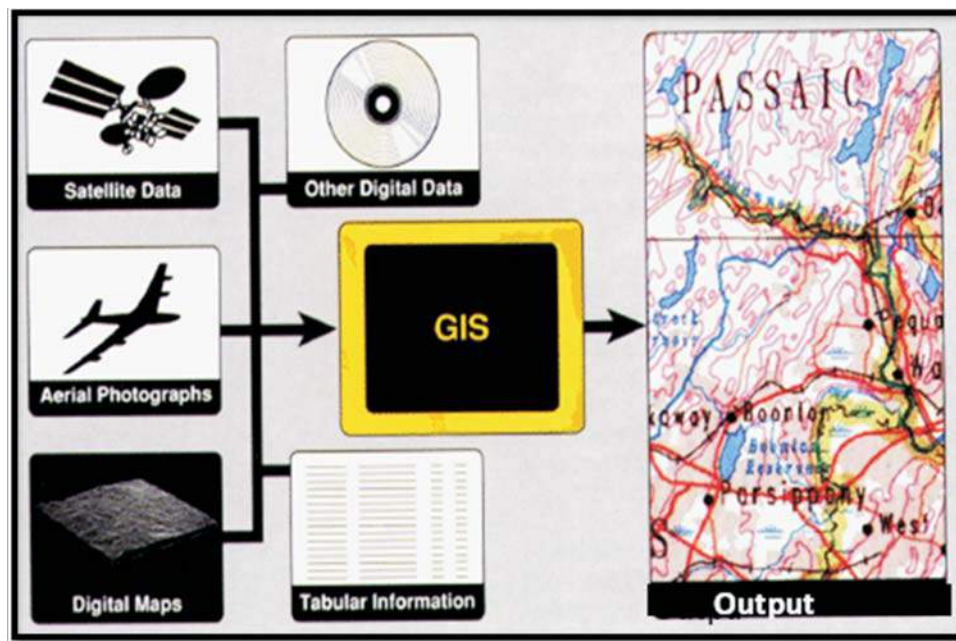 Satellite Data
Other Digital Data
Aerial Photographs
GIS
Digital Maps
Tabular Information
PASSAIC
Boonton
Parsippany
West
S
Output